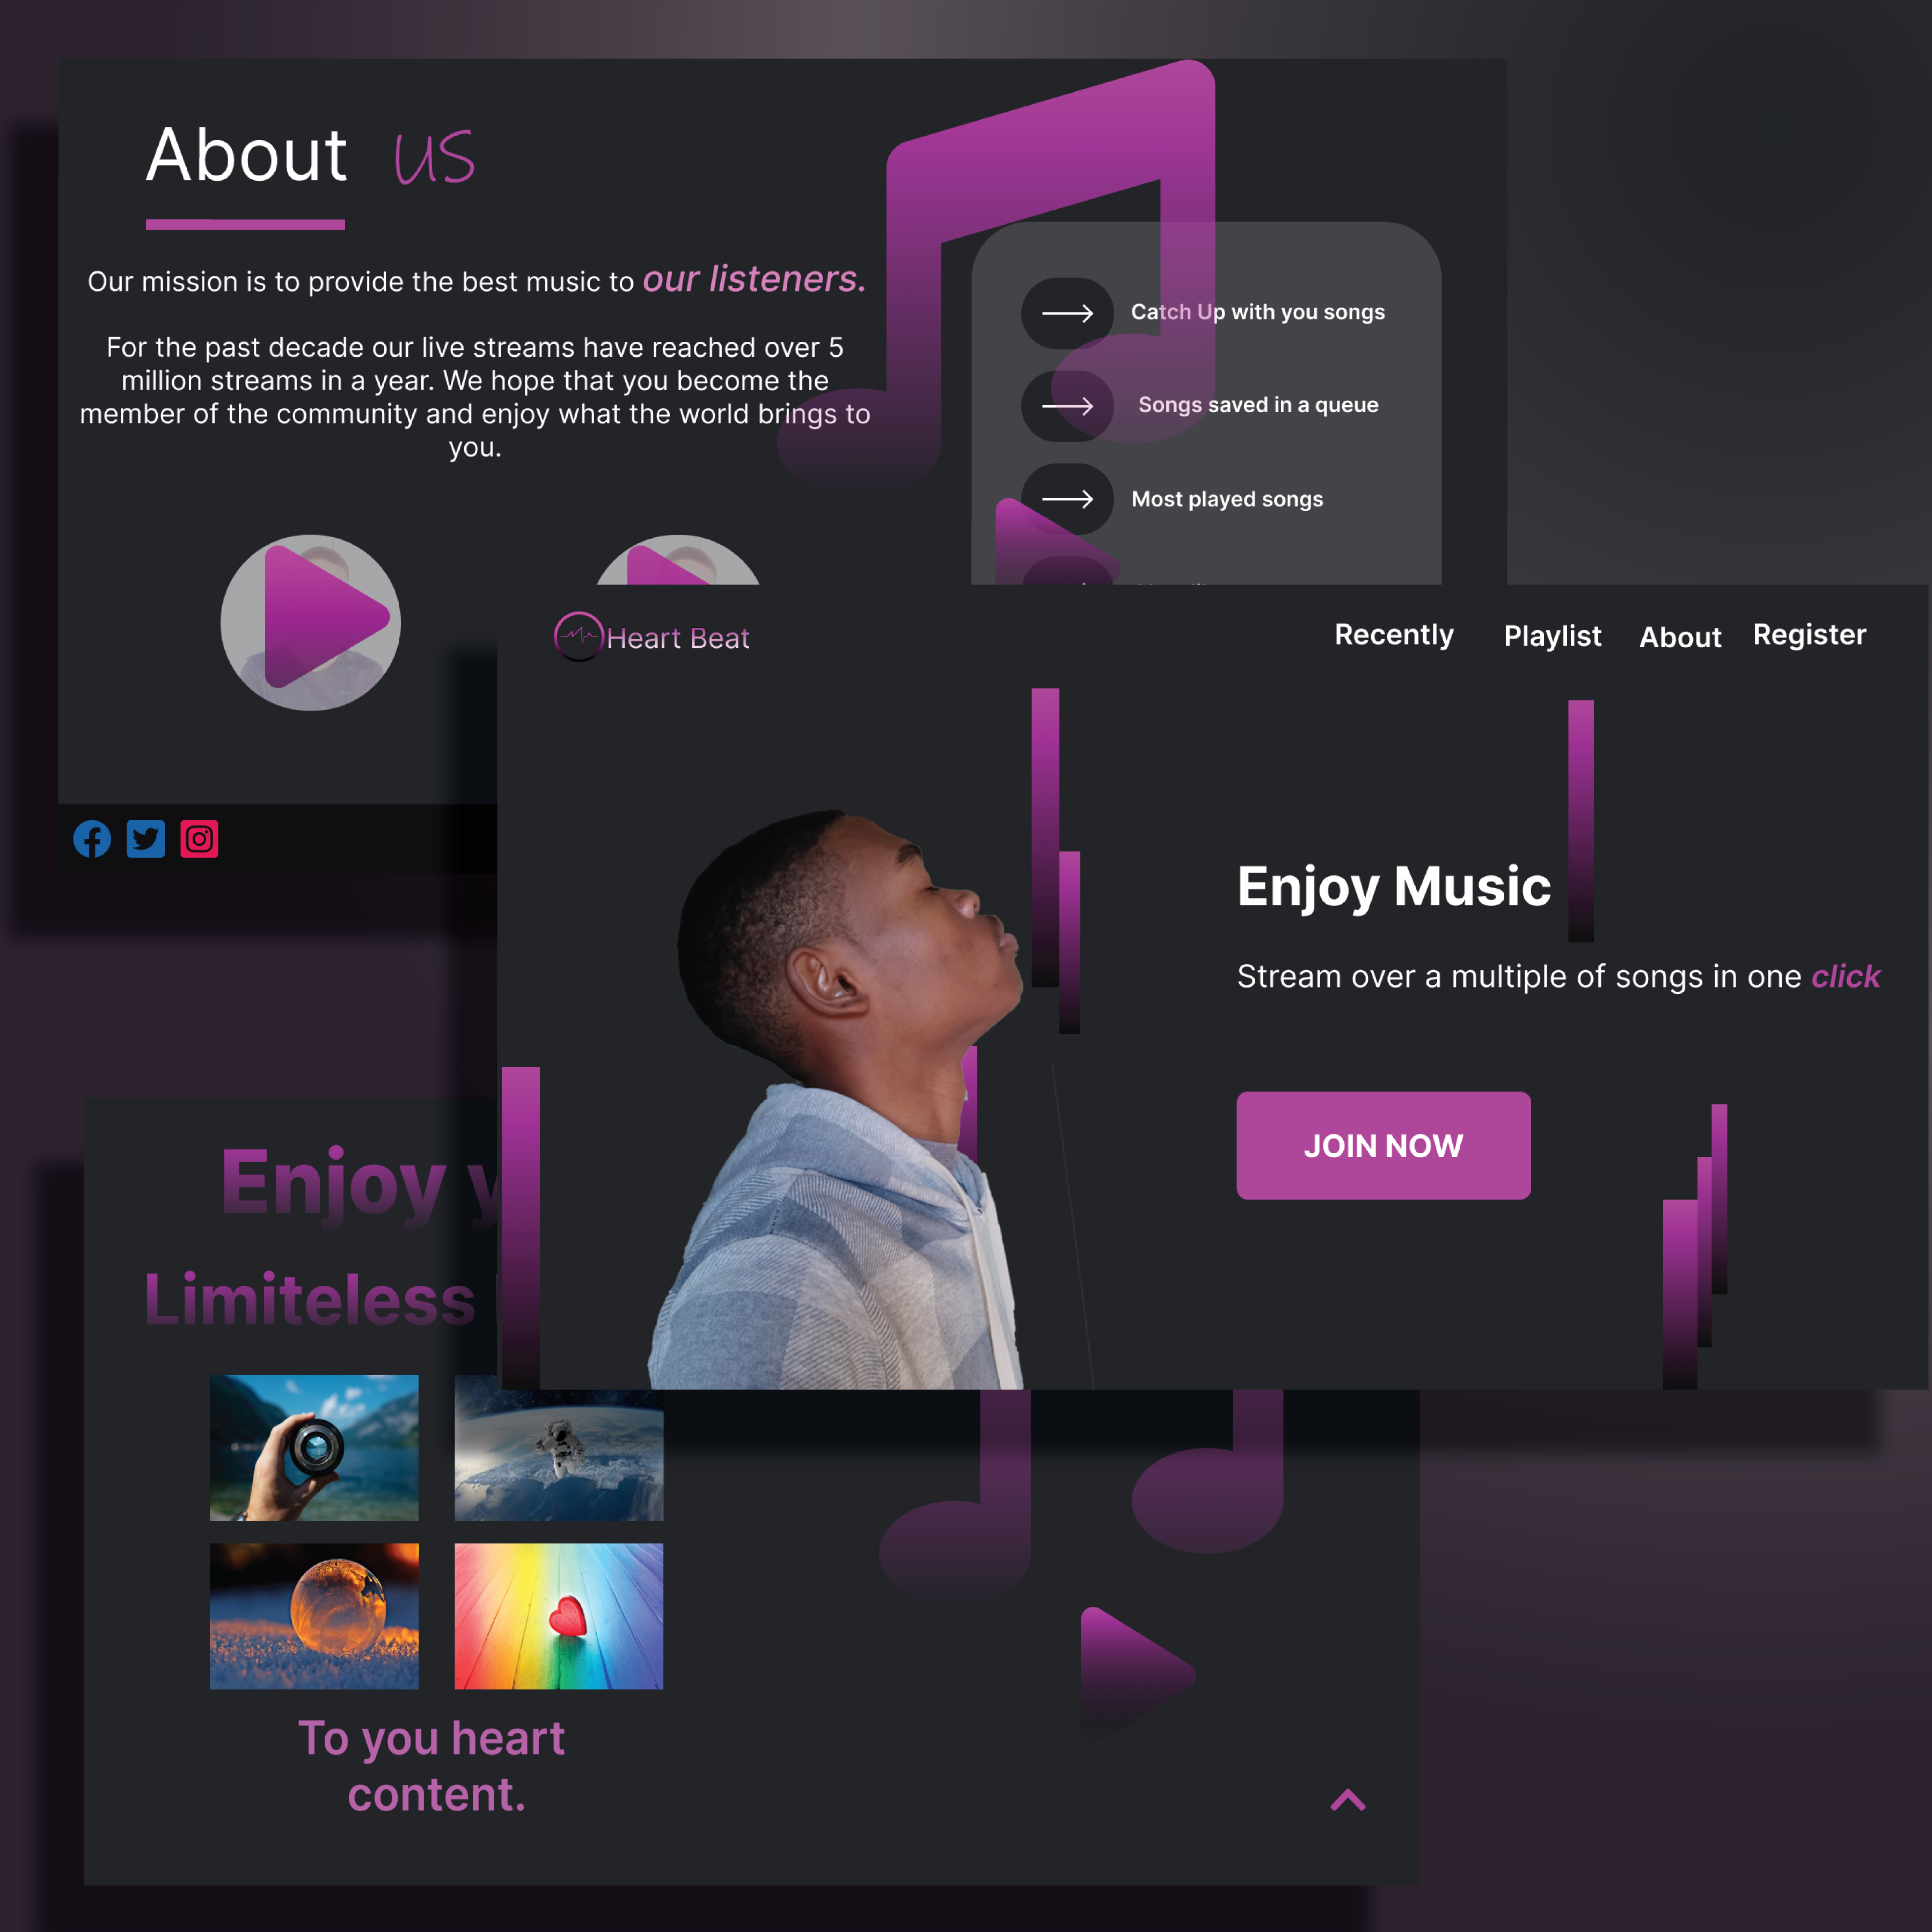 About us
Our mission is to provide the best music to our listeners.
For the past decade our live streams have reached over 5
million streams in a year. We hope that you become the
member of the community and enjoy what the world brings to
you.
Catch Up with you songs
Songs saved in a queue
Most played songs
Heart Beat
Recently Playlist About Register
Enjoy Music
Stream over a multiple of songs in one click
JOIN NOW
Enjoy
Limiteless
To you heart
content.